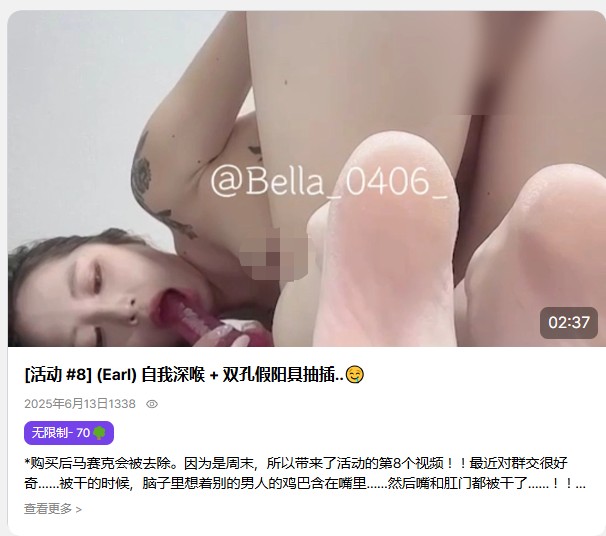 @Bella_0406_
02:37
[活动 #8] (Earl) 自我深喉 + 双孔假阳具抽插..😋
2025年6月13日1338
无限制- 70🌳
*购买后马赛克会被去除。因为是周末，所以带来了活动的第8个视频！！最近对群交很好
奇……被干的时候，脑子里想着别的男人的鸡巴含在嘴里……然后嘴和肛门都被干了……！！...
查看更多 >